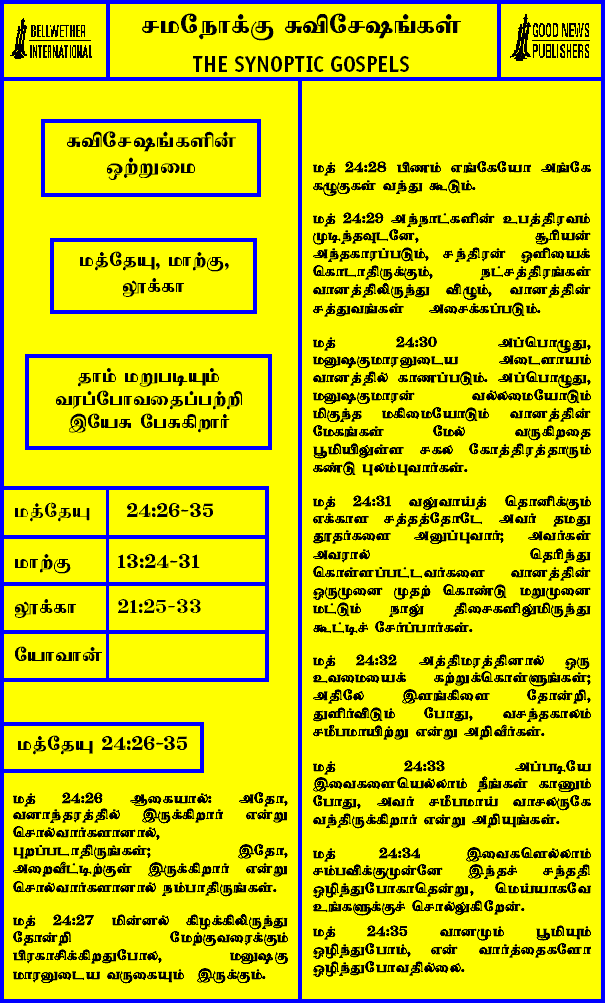 BELLWETHER
INTERNATIONAL
சமநோக்கு சுவிசேஷங்கள்
THE SYNOPTIC GOSPELS
GOOD NEWS
PUBLISHERS
சுவிசேஷங்களின்
ஒற்றுமை
மத்தேயு, மாற்கு,
லூக்கா
தாம் மறுபடியும்
வரப்போவதைப்பற்றி
இயேசு பேசுகிறார்
மத்தேயு 24:26-35
மாற்கு 13:24-31
லூக்கா 21:25-33
யோவான்
மத்தேயு 24:26-35
மத் 24:26 ஆகையால்: அதோ,
வனாந்தரத்தில் இருக்கிறார் என்று
சொல்வார்களானால்,
புறப்படாதிருங்கள்; இதோ,
அறைவீட்டிற்குள் இருக்கிறார் என்று
சொல்வார்களானால் நம்பாதிருங்கள்.
மத் 24:27 மின்னல் கிழக்கிலிருந்து
தோன்றி மேற்குவரைக்கும்
பிரகாசிக்கிறதுபோல், மனுஷகு
மாரனுடைய வருகையும் இருக்கும்.
மத் 24:28 பிணம் எங்கேயோ அங்கே
கழுகுகள் வந்து கூடும்.
மத் 24:29 அந்நாட்களின் உபத்திரவம்
முடிந்தவுடனே, சூரியன்
அந்தகாரப்படும், சந்திரன் ஒளியைக்
கொடாதிருக்கும், நட்சத்திரங்கள்
வானத்திலிருந்து விழும், வானத்தின்
சத்துவங்கள் அசைக்கப்படும்.
மத் 24:30 அப்பொழுது,
மனுஷகுமாரனுடைய அடையாளம்
வானத்தில் காணப்படும். அப்பொழுது,
மனுஷகுமாரன் வல்லமையோடும்
மிகுந்த மகிமையோடும் வானத்தின்
மேகங்கள் மேல் வருகிறதை
பூமியிலுள்ள சகல கோத்திரத்தாரும்
கண்டு புலம்புவார்கள்.
மத் 24:31 வலுவாய்த் தொனிக்கும்
எக்காள சத்தத்தோடே அவர் தமது
தூதர்களை அனுப்புவார்; அவர்கள்
அவரால் தெரிந்து
கொள்ளப்பட்டவர்களை வானத்தின்
ஒருமுனை முதற் கொண்டு மறுமுனை
மட்டும் நாலு திசைகளிலுமிருந்து
கூட்டிச் சேர்ப்பார்கள்.
மத் 24:32 அத்திமரத்தினால் ஒரு
உவமையைக் கற்றுக்கொள்ளுங்கள்;
அதிலே இளங்கிளை தோன்றி,
துளிர்விடும் போது, வசந்தகாலம்
சமீபமாயிற்று என்று அறிவீர்கள்.
மத் 24:33 அப்படியே
இவைகளையெல்லாம் நீங்கள் காணும்
போது, அவர் சமீபமாய் வாசலருகே
வந்திருக்கிறார் என்று அறியுங்கள்.
மத் 24:34 இவைகளெல்லாம்
சம்பவிக்குமுன்னே இந்தச் சந்ததி
ஒழிந்துபோகாதென்று, மெய்யாகவே
உங்களுக்குச் சொல்லுகிறேன்.
மத் 24:35 வானமும் பூமியும்
ஒழிந்துபோம், என் வார்த்தைகளோ
ஒழிந்துபோவதில்லை.